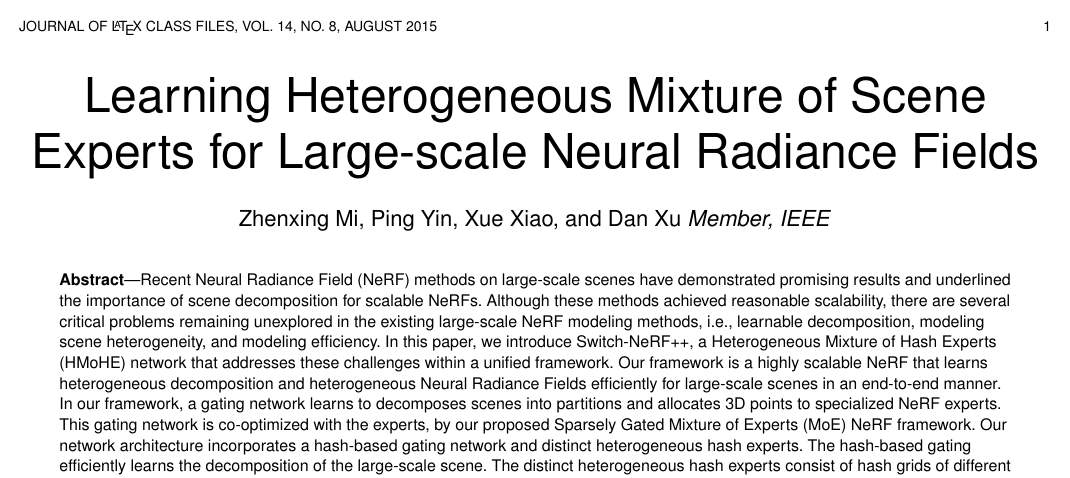 JOURNAL OF LATEX CLASS FILES, VOL. 14, NO. 8, AUGUST 2015 1
Learning Heterogeneous Mixture of Scene
Experts for Large-scale Neural Radiance Fields
Zhenxing Mi, Ping Yin, Xue Xiao, and Dan Xu Member, IEEE
Abstract—Recent Neural Radiance Field (NeRF) methods on large-scale scenes have demonstrated promising results and underlined
the importance of scene decomposition for scalable NeRFs. Although these methods achieved reasonable scalability, there are several
critical problems remaining unexplored in the existing large-scale NeRF modeling methods, i.e., learnable decomposition, modeling
scene heterogeneity, and modeling efficiency. In this paper, we introduce Switch-NeRF++, a Heterogeneous Mixture of Hash Experts
(HMoHE) network that addresses these challenges within a unified framework. Our framework is a highly scalable NeRF that learns
heterogeneous decomposition and heterogeneous Neural Radiance Fields efficiently for large-scale scenes in an end-to-end manner.
In our framework, a gating network learns to decomposes scenes into partitions and allocates 3D points to specialized NeRF experts.
This gating network is co-optimized with the experts, by our proposed Sparsely Gated Mixture of Experts (MoE) NeRF framework. Our
network architecture incorporates a hash-based gating network and distinct heterogeneous hash experts. The hash-based gating
efficiently learns the decomposition of the large-scale scene. The distinct heterogeneous hash experts consist of hash grids of different